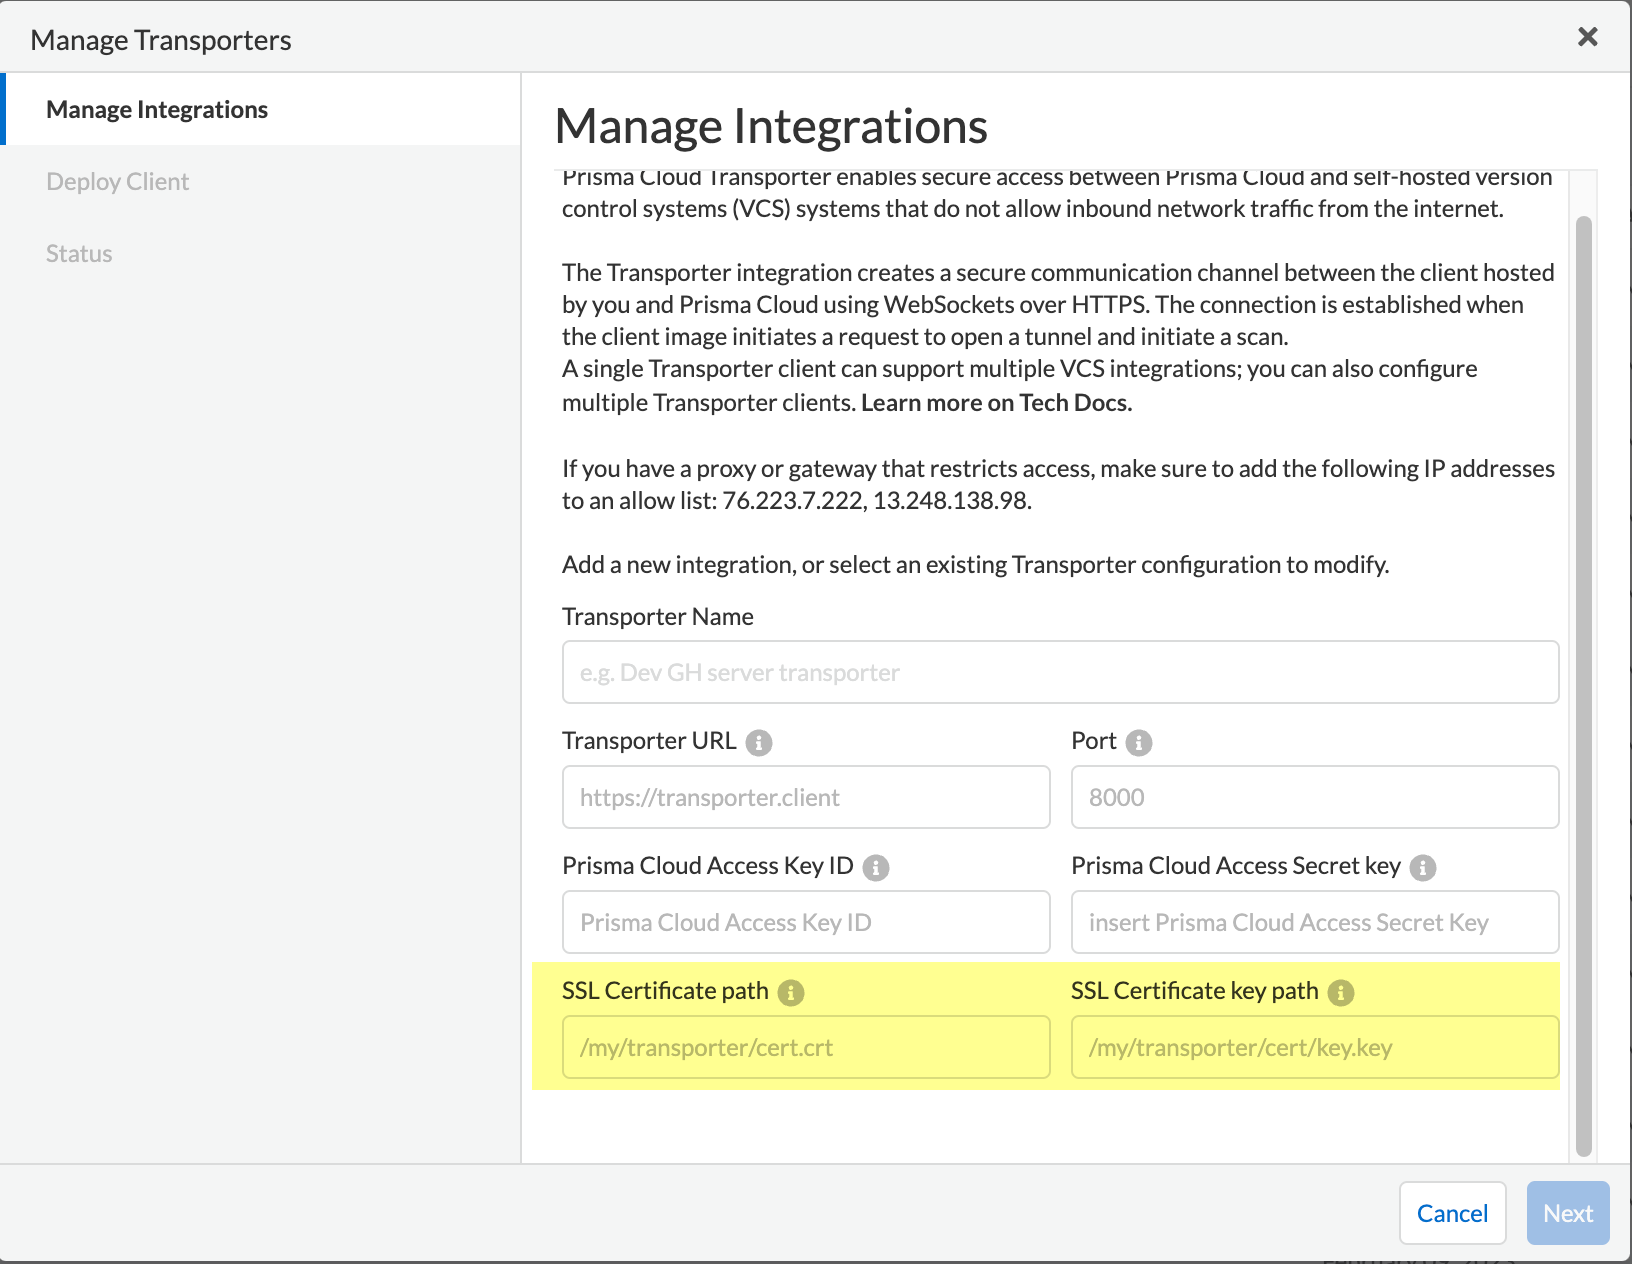 Manage Transporters
Manage Integrations
Deploy Client
Status
Manage Integrations
Prisma Cloud Transporter enables secure access between Prisma Cloud and self-hosted version
control systems (VCS) systems that do not allow inbound network traffic from the internet.
The Transporter integration creates a secure communication channel between the client hosted
by you and Prisma Cloud using WebSockets over HTTPS. The connection is established when
the client image initiates a request to open a tunnel and initiate a scan.
A single Transporter client can support multiple VCS integrations; you can also configure
multiple Transporter clients. Learn more on Tech Docs.
If you have a proxy or gateway that restricts access, make sure to add the following IP addresses
to an allow list: 76.223.7.222, 13.248.138.98.
Add a new integration, or select an existing Transporter configuration to modify.
Transporter Name
e.g. Dev GH server transporter
Transporter URL
Port
https://transporter.client
8000
Prisma Cloud Access Key ID
Prisma Cloud Access Secret key
Prisma Cloud Access Key ID
insert Prisma Cloud Access Secret Key
SSL Certificate path
SSL Certificate key path
/my/transporter/cert.crt
/my/transporter/cert/key.key
Cancel
Next